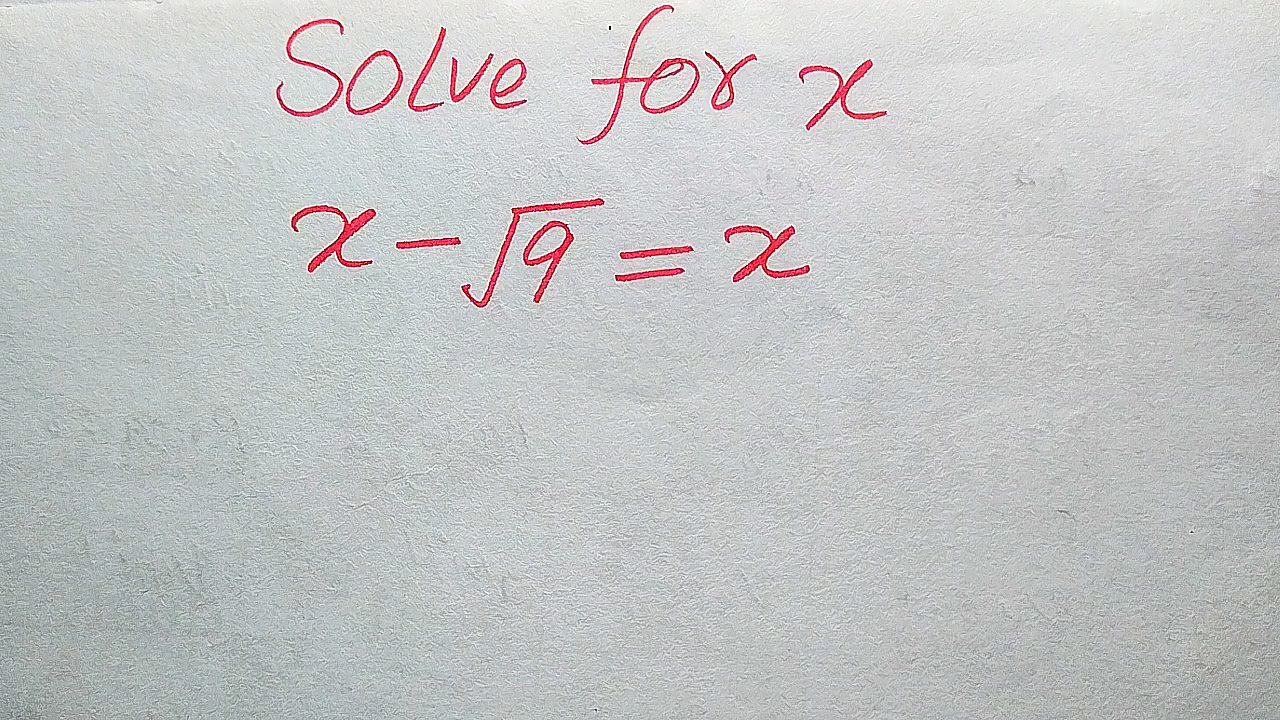 Solve for x
x - √9 = x